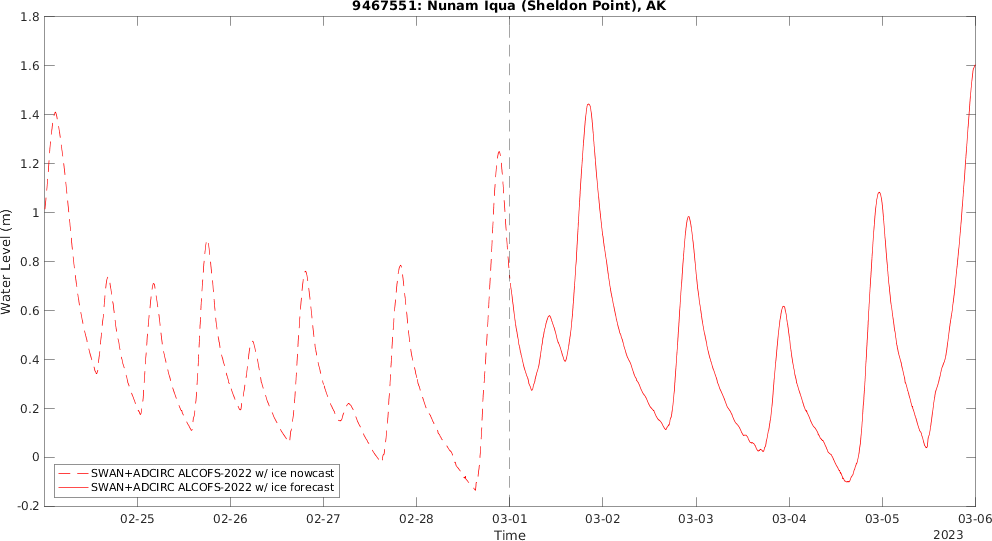 9467551: Nunam Iqua (Sheldon Point), AK
1.8
1.6
1.4
1.2
1
0.8
0.6
0.4
0.2
0
-0.2
Water Level (m)
SWAN+ADCIRC ALCOFS-2022 w/ ice nowcast
SWAN+ADCIRC ALCOFS-2022 w/ ice forecast
02-25 02-26 02-27 02-28 03-01 03-02 03-03 03-04 03-05 03-06
Time
2023